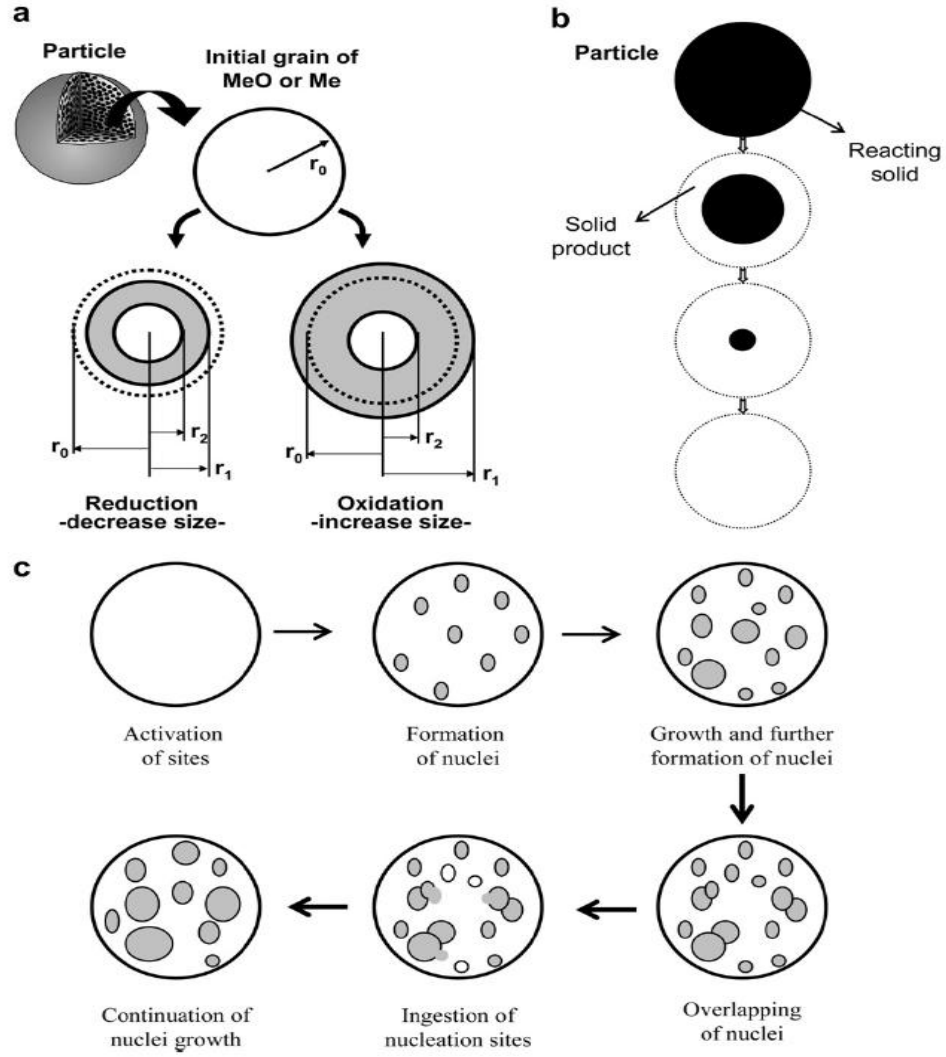 a
Particle
Initial grain of
MeO or Me
r0
r0
r2
r1
Reduction
-decrease size-
r0
r2
r1
Oxidation
-increase size-
b
Particle
Reacting
solid
Solid
product
c
Activation
of sites
Formation
of nuclei
Growth and further
formation of nuclei
Continuation of
nuclei growth
Ingestion of
nucleation sites
Overlapping
of nuclei